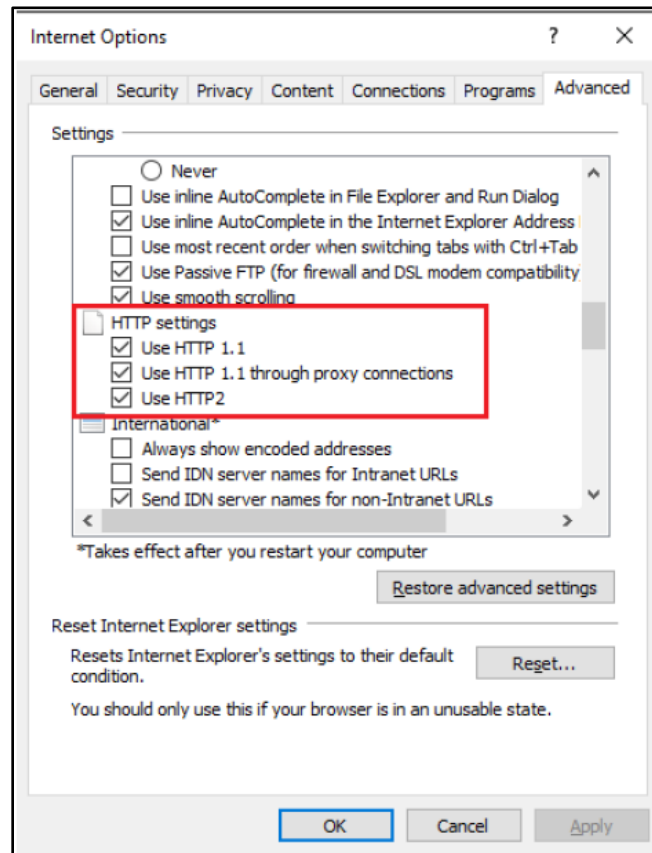 Internet Options
General Security Privacy Content Connections Programs Advanced
Settings
Never
Use inline AutoComplete in File Explorer and Run Dialog
Use inline AutoComplete in the Internet Explorer Address
Use most recent order when switching tabs with Ctrl+Tab
Use Passive FTP (for firewall and DSL modem compatibility
Use smooth scrolling
HTTP settings
Use HTTP 1.1
Use HTTP 1.1 through proxy connections
Use HTTP2
International*
Always show encoded addresses
Send IDN server names for Intranet URLs
Send IDN server names for non-Intranet URLs
*Takes effect after you restart your computer
Restore advanced settings
Reset Internet Explorer settings
Resets Internet Explorer's settings to their default
condition.
Reset...
You should only use this if your browser is in an unusable state.
OK Cancel Apply